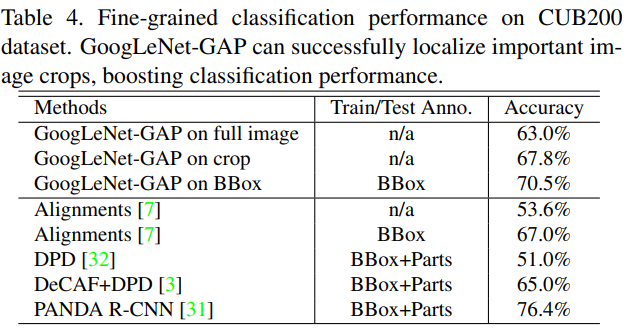 Table 4. Fine-grained classification performance on CUB200
dataset. GoogLeNet-GAP can successfully localize important im-
age crops, boosting classification performance.
Methods Train/Test Anno. Accuracy
GoogLeNet-GAP on full image n/a 63.0%
GoogLeNet-GAP on crop n/a 67.8%
GoogLeNet-GAP on BBox BBox 70.5%
Alignments [7] n/a 53.6%
Alignments [7] BBox 67.0%
DPD [32] BBox+Parts 51.0%
DeCAF+DPD [3] BBox+Parts 65.0%
PANDA R-CNN [31] BBox+Parts 76.4%